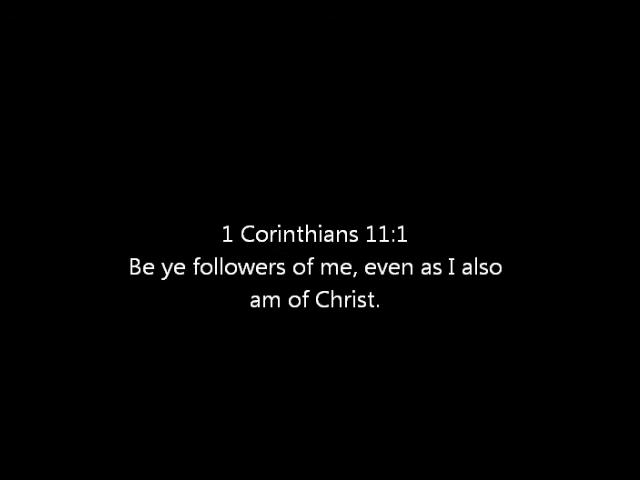 1 Corinthians 11:1
Be ye followers of me, even as I also
am of Christ.